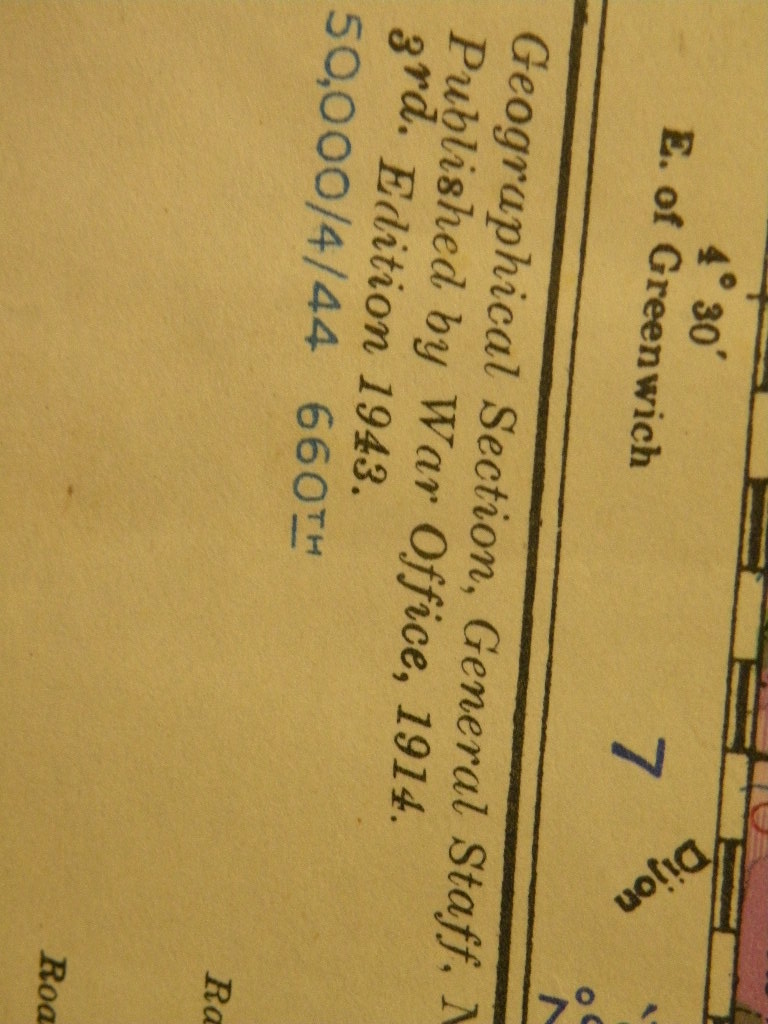 4° 30′
E. of Greenwich
7
Dijon
Geographical Section, General Staff,
Published by War Office, 1914.
3rd. Edition 1943.
50,000/4/44 660TH